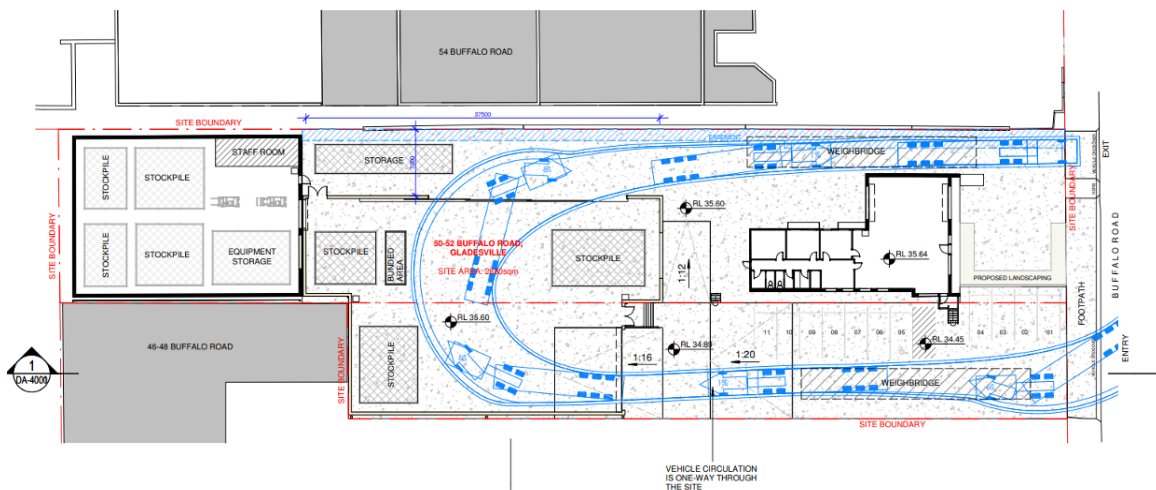 54 BUFFALO ROAD
37500
SITE BOUNDARY
EASEMENT
STAFF ROOM
STORAGE
WEIGHBRIDGE
EXIT
STOCKPILE
STOCKPILE
SITE BOUNDARY
RL 35.60
50-52 BUFFALO ROAD,
GLADESVILLE
SITE AREA:
STOCKPILE
STOCKPILE
EQUIPMENT
STORAGE
STOCKPILE
BUNDED
AREA
STOCKPILE
1:12
RL 35.64
PROPOSED LANDSCAPING
SITE BOUNDARY
FOOTPATH
BUFFALO ROAD
RL 35.60
11
10
09
08
07
06
05
04
03
02
01
RL 34.89
RL 34.45
ENTRY
46-48 BUFFALO ROAD
SITE BOUNDARY
STOCKPILE
1:16
1:20
WEIGHBRIDGE
1
DA-4001
SITE BOUNDARY
VEHICLE CIRCULATION
IS ONE-WAY THROUGH
THE SITE